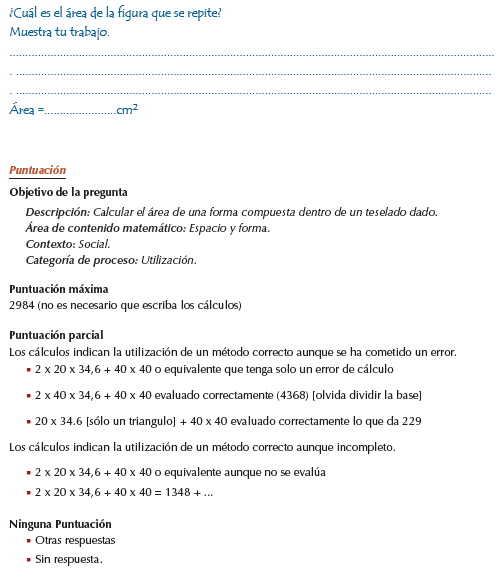 ¿Cuál es el área de la figura que se repite?
Muestra tu trabajo.
................................................................................
. ................................................................................
. ................................................................................
Área =.......................cm²
Puntuación
Objetivo de la pregunta
Descripción: Calcular el área de una forma compuesta dentro de un teselado dado.
Área de contenido matemático: Espacio y forma.
Contexto: Social.
Categoría de proceso: Utilización.
Puntuación máxima
2984 (no es necesario que escriba los cálculos)
Puntuación parcial
Los cálculos indican la utilización de un método correcto aunque se ha cometido un error.
▪ 2 x 20 x 34,6 + 40 x 40 o equivalente que tenga solo un error de cálculo
▪ 2 x 40 x 34,6 + 40 x 40 evaluado correctamente (4368) [olvida dividir la base]
▪ 20 x 34.6 [sólo un triangulo] + 40 x 40 evaluado correctamente lo que da 229
Los cálculos indican la utilización de un método correcto aunque incompleto.
▪ 2 x 20 x 34,6 + 40 x 40 o equivalente aunque no se evalúa
▪ 2 x 20 x 34,6 + 40 x 40 = 1348 + ...
Ninguna Puntuación
▪ Otras respuestas
▪ Sin respuesta.